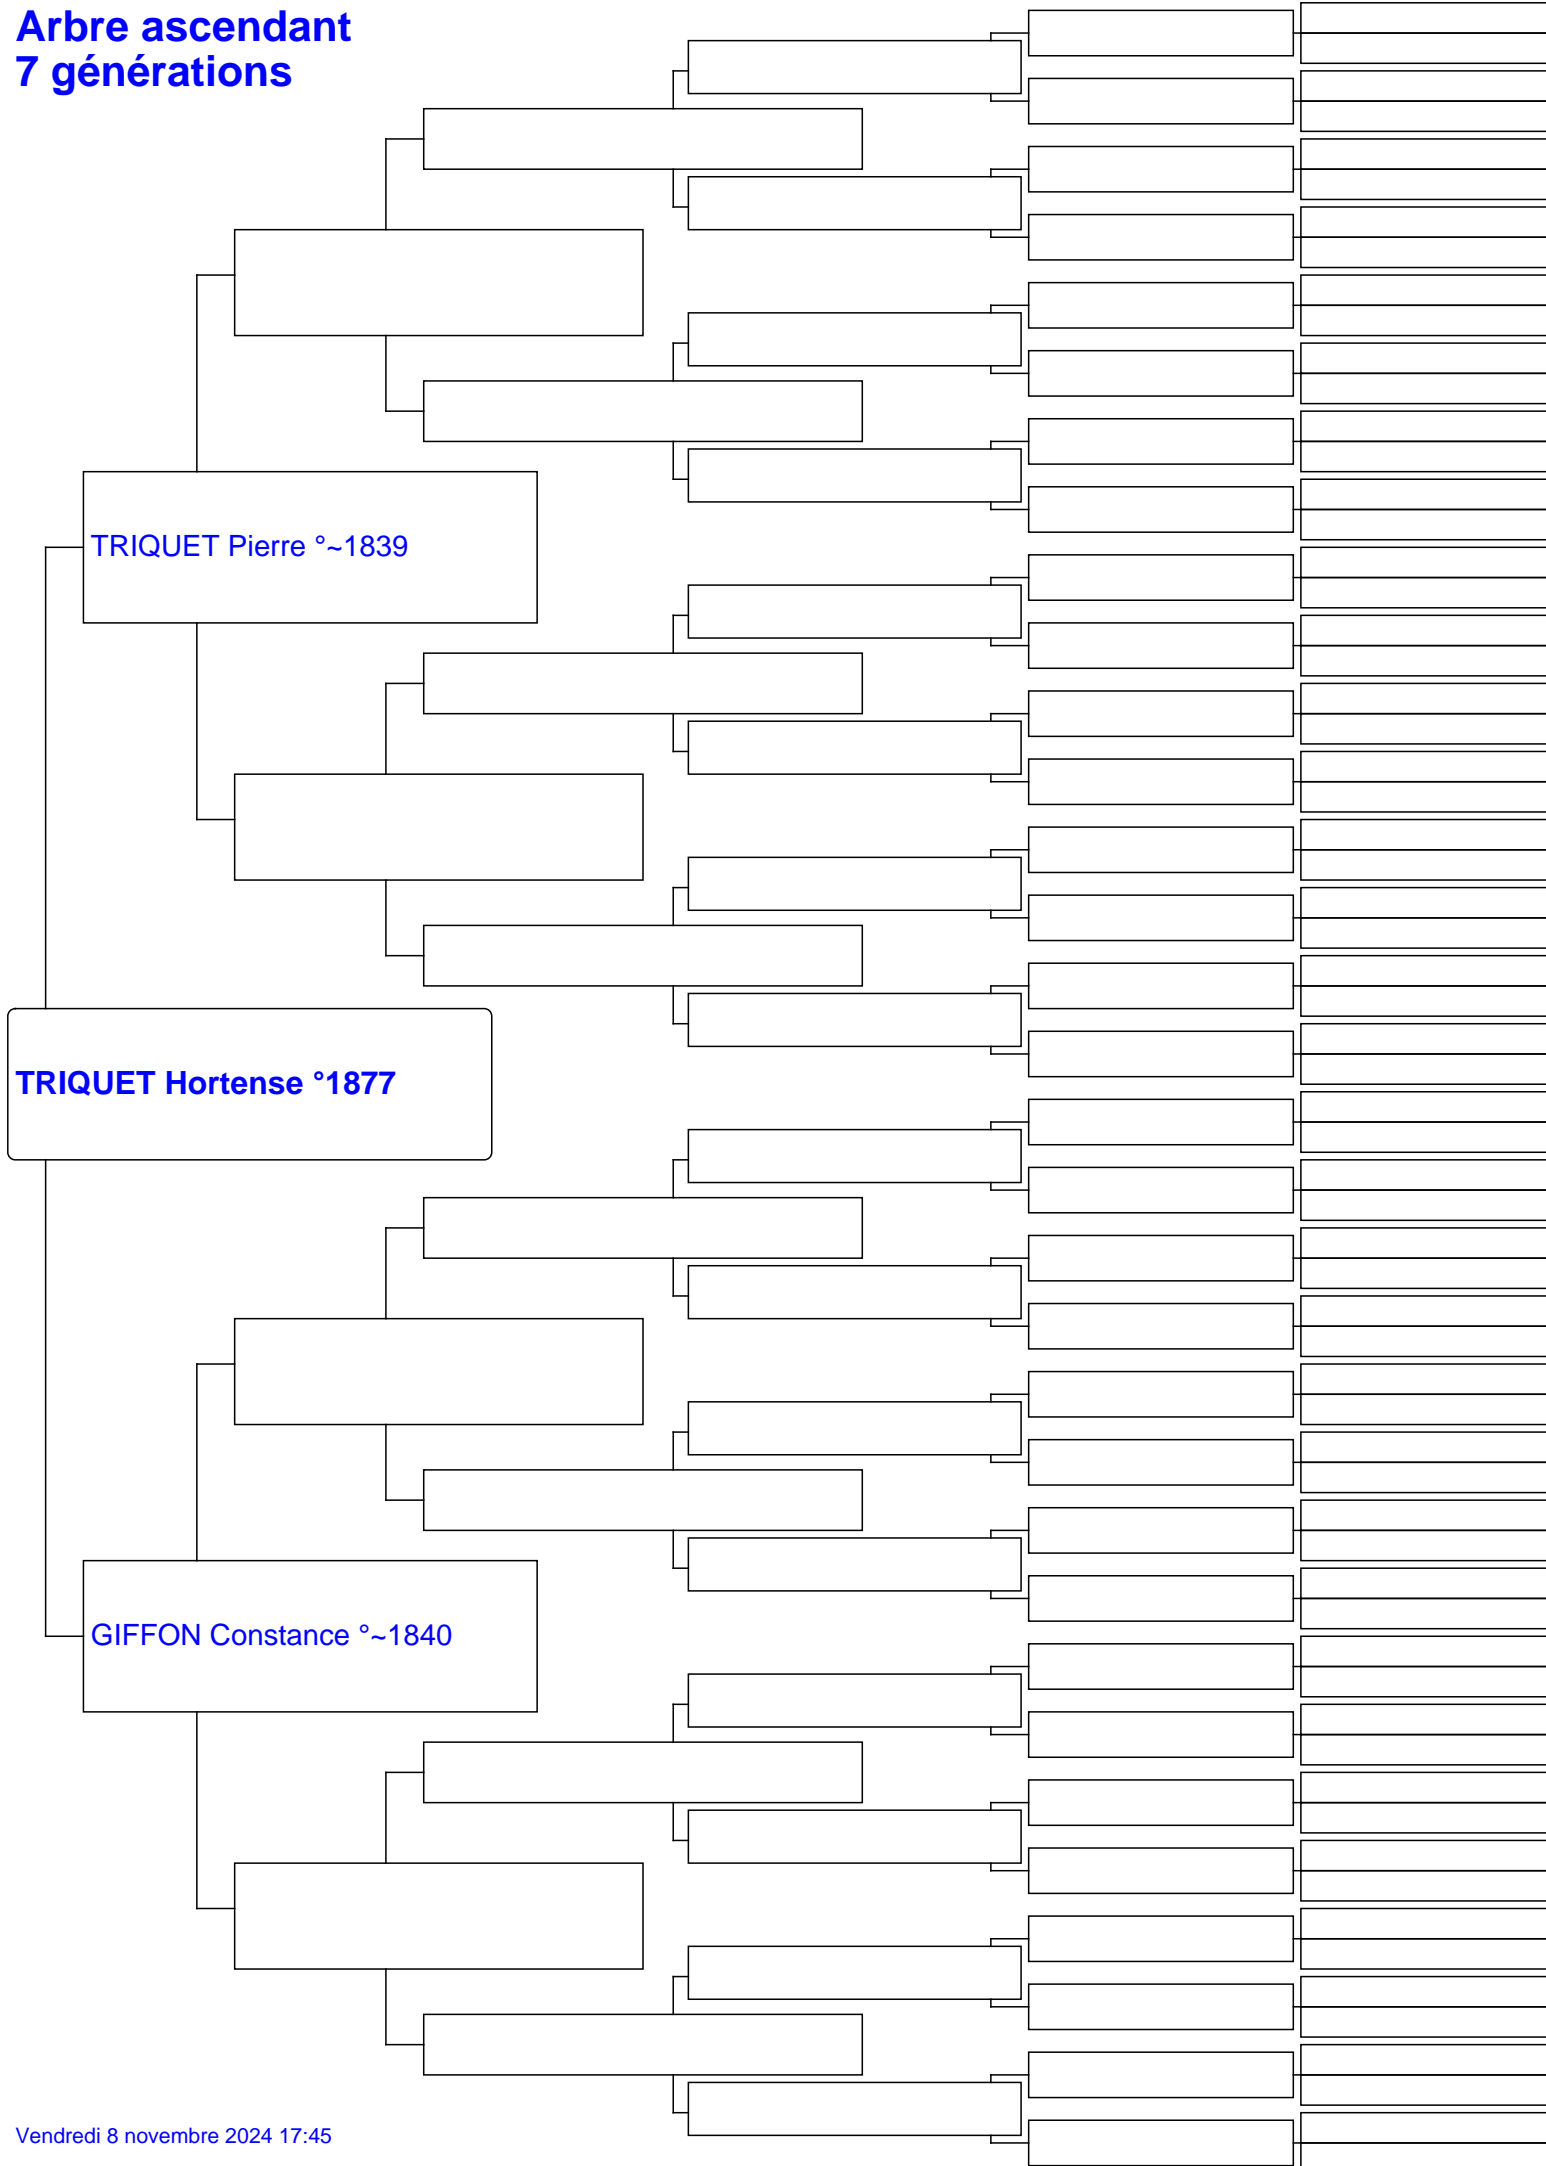 Arbre ascendant
7 générations
TRIQUET Pierre °~1839
TRIQUET Hortense °1877
GIFFON Constance °~1840
Vendredi 8 novembre 2024 17:45